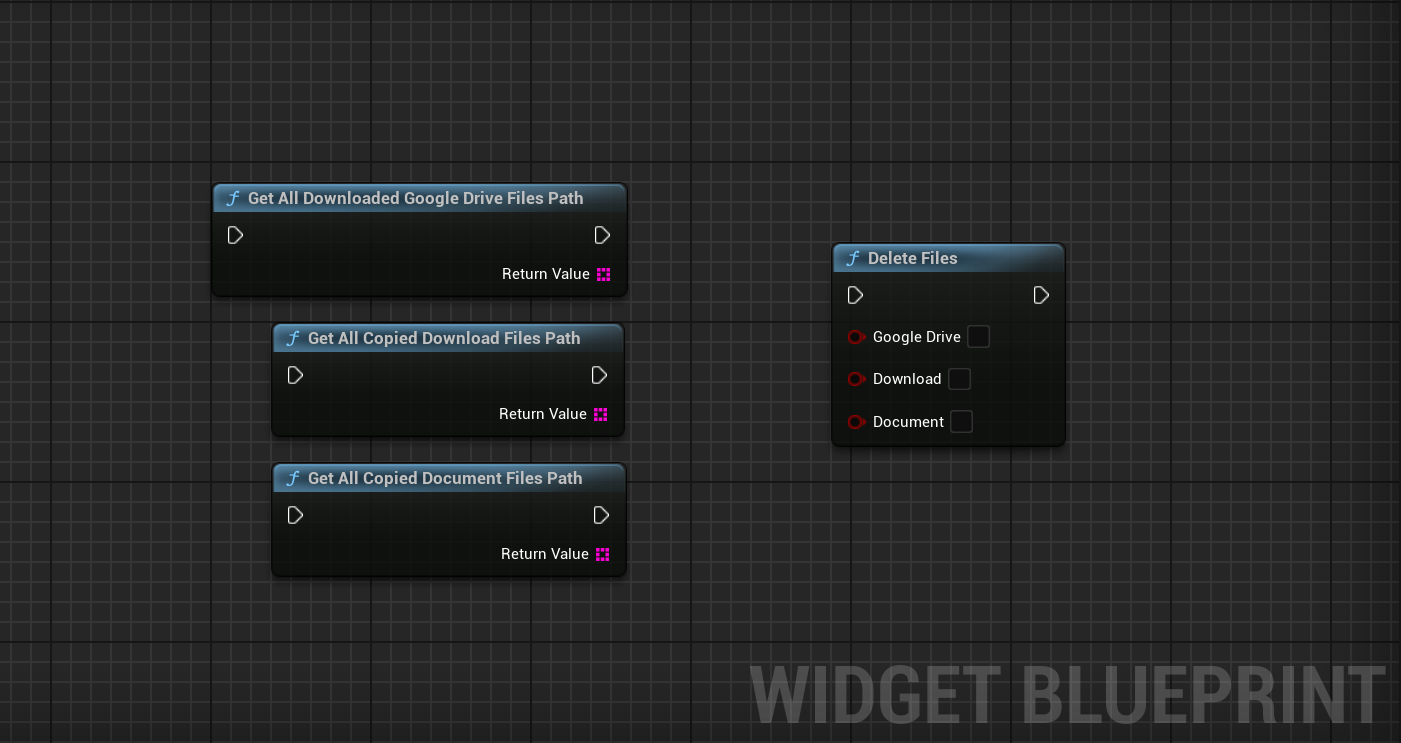 Get All Downloaded Google Drive Files Path
Return Value
Get All Copied Download Files Path
Return Value
Get All Copied Document Files Path
Return Value
Delete Files
Google Drive
Download
Document
WIDGET BLUEPRINT